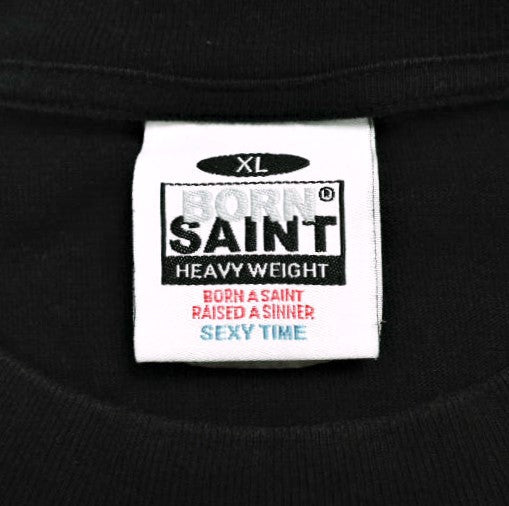 XL
BORN®
SAINT
HEAVY WEIGHT
BORN A SAINT
RAISED A SINNER
SEXY TIME